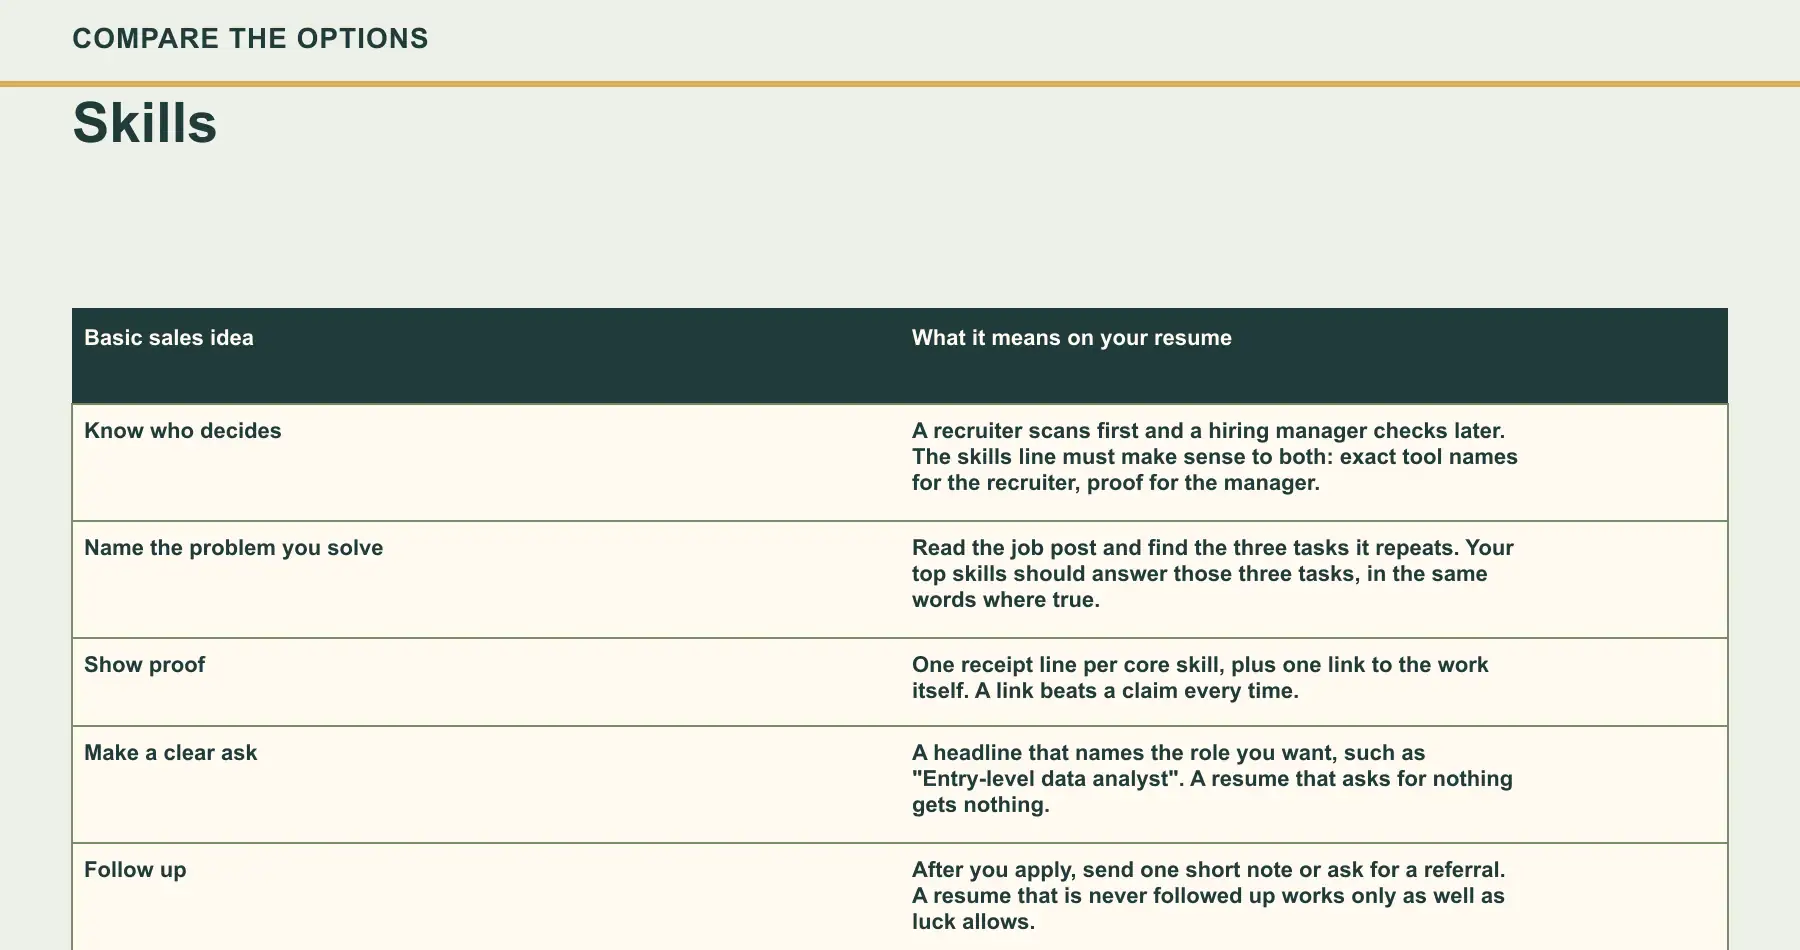 COMPARE THE OPTIONS
Skills
Basic sales idea
What it means on your resume
Know who decides
A recruiter scans first and a hiring manager checks later.
The skills line must make sense to both: exact tool names
for the recruiter, proof for the manager.
Name the problem you solve
Read the job post and find the three tasks it repeats. Your
top skills should answer those three tasks, in the same
words where true.
Show proof
One receipt line per core skill, plus one link to the work
itself. A link beats a claim every time.
Make a clear ask
A headline that names the role you want, such as
"Entry-level data analyst". A resume that asks for nothing
gets nothing.
Follow up
After you apply, send one short note or ask for a referral.
A resume that is never followed up works only as well as
luck allows.